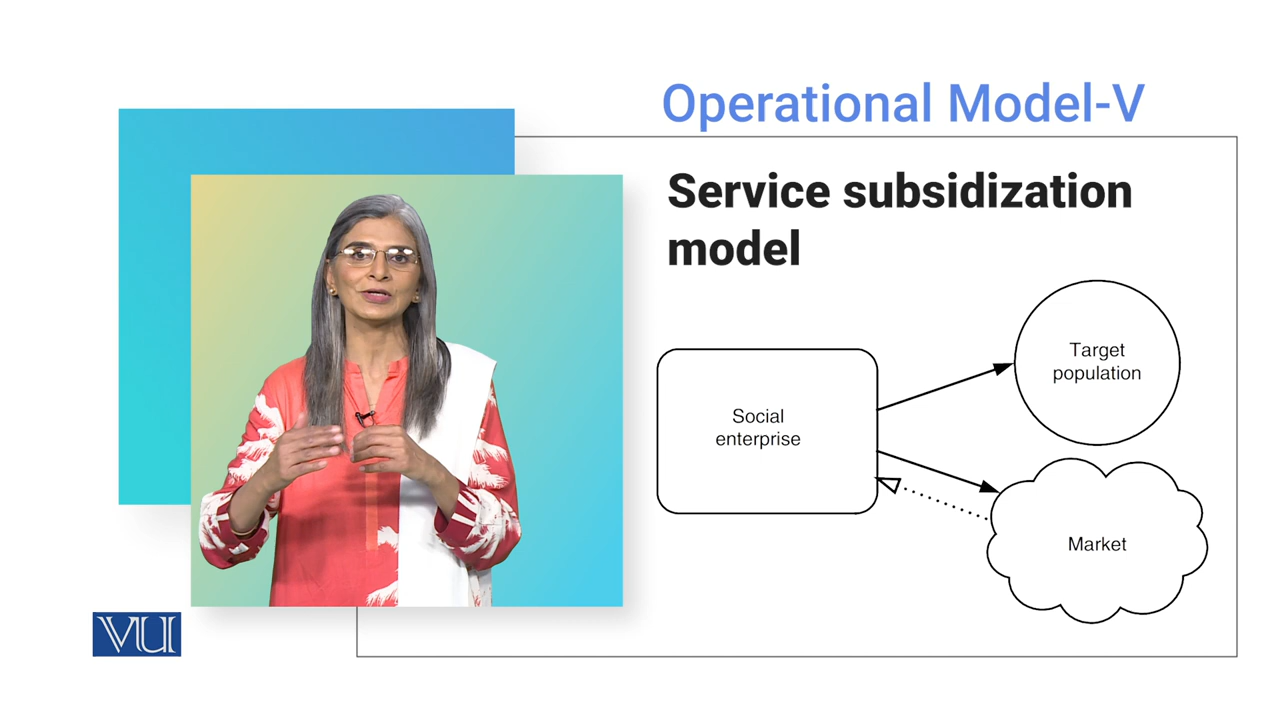 Operational Model-V
Service subsidization
model
Target
population
Social
enterprise
Market
VU